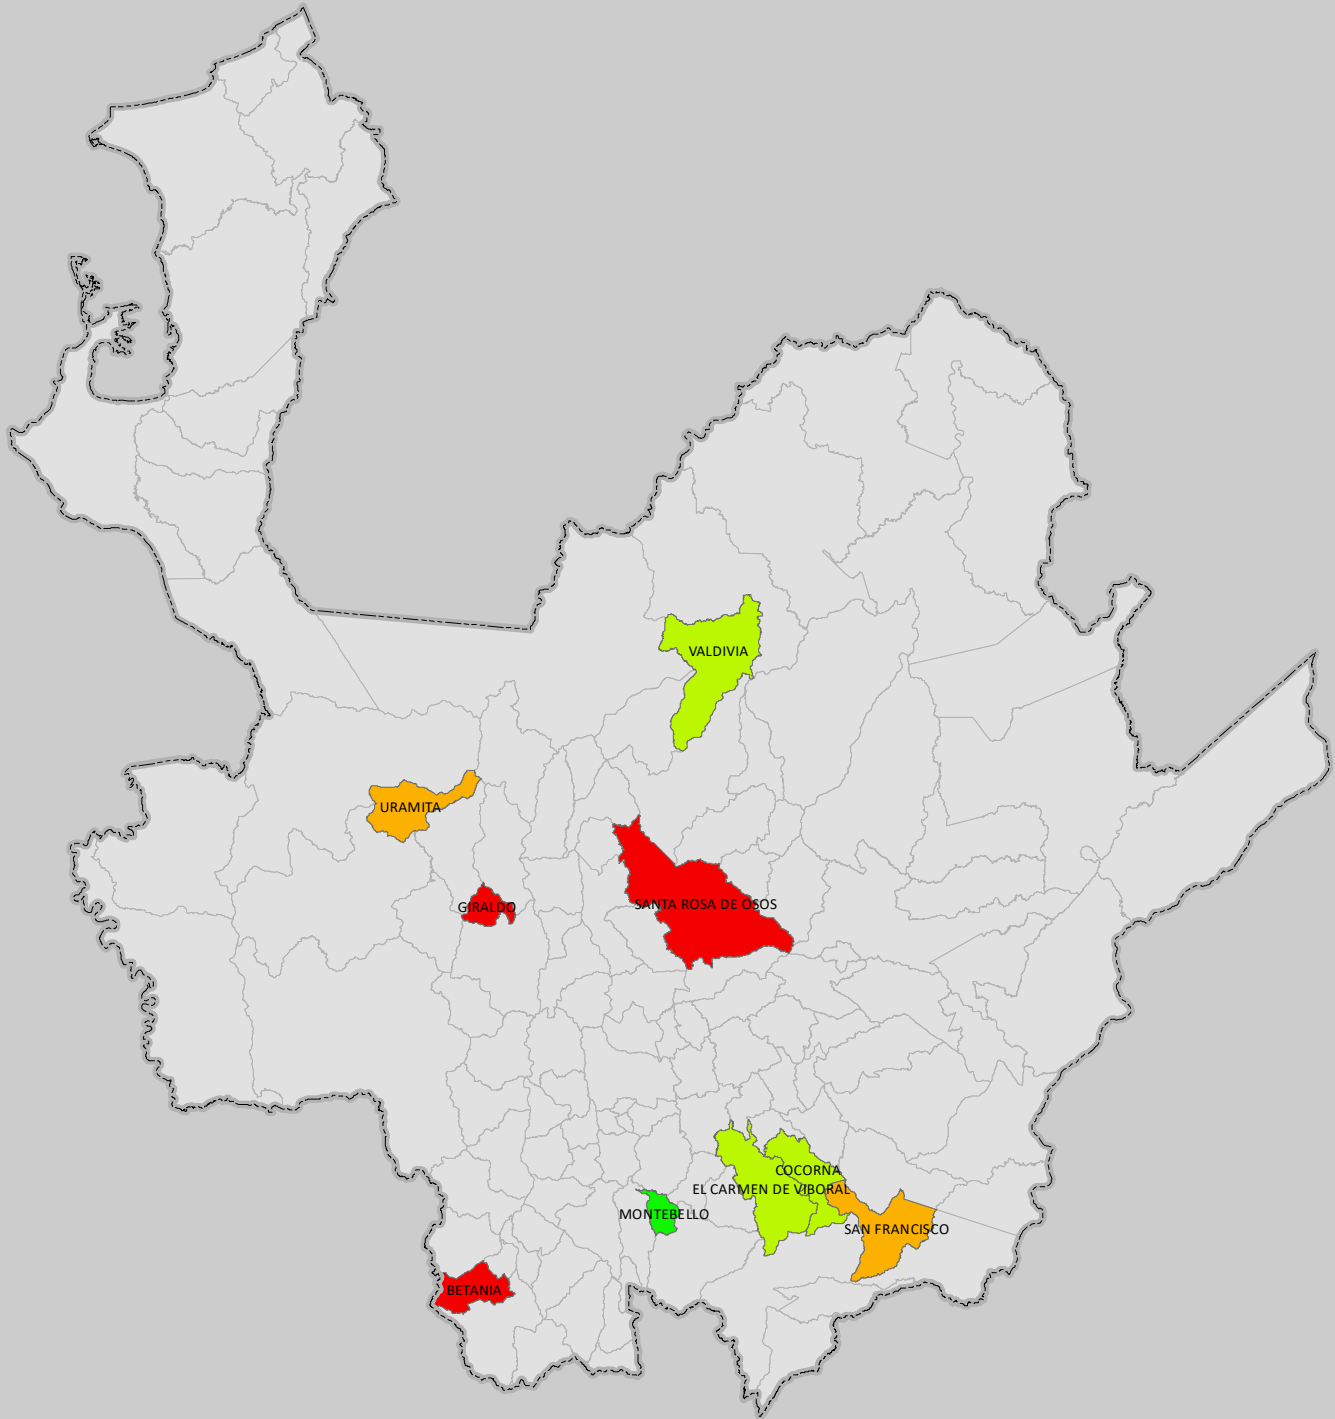 VALDIVIA
URAMITA
GIRALDO
SANTA ROSA DE OSOS
COCORNA
EL CARMEN DE VIBORAL
MONTEBELLO
SAN FRANCISCO
BETANIA